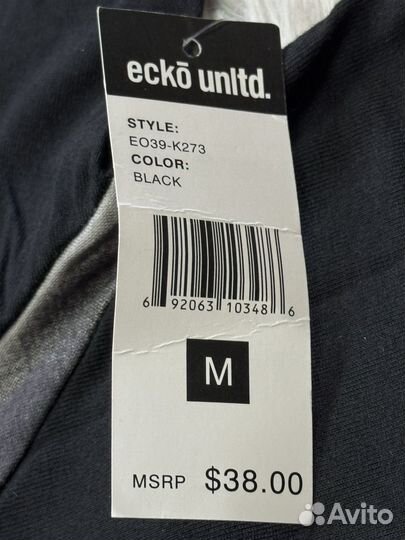 eckō unltd.
STYLE:
EO39-K273
COLOR:
BLACK
6 92063 10348 6
M
MSRP $38.00
Avito